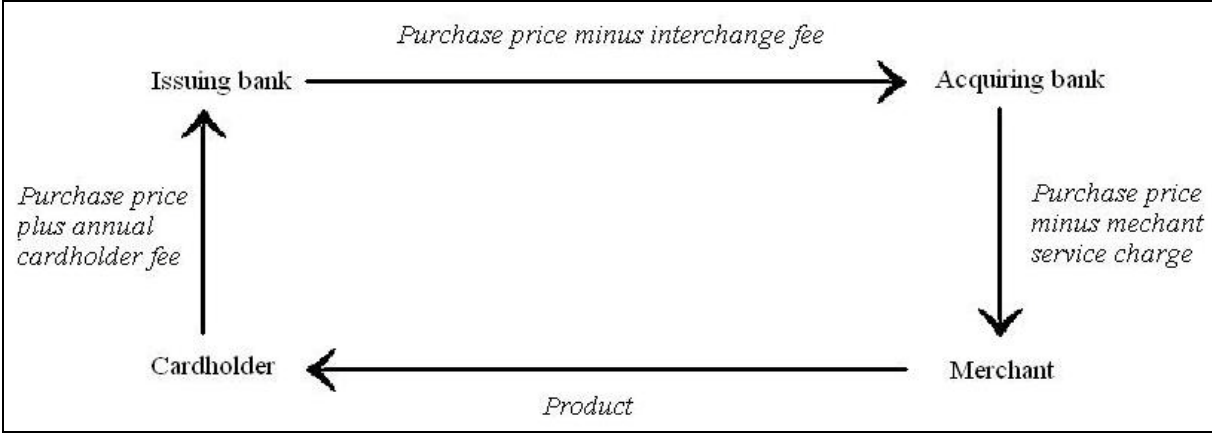 Purchase price minus interchange fee
Issuing bank
Acquiring bank
Purchase price
plus annual
cardholder fee
Purchase price
minus mechant
service charge
Cardholder
Merchant
Product